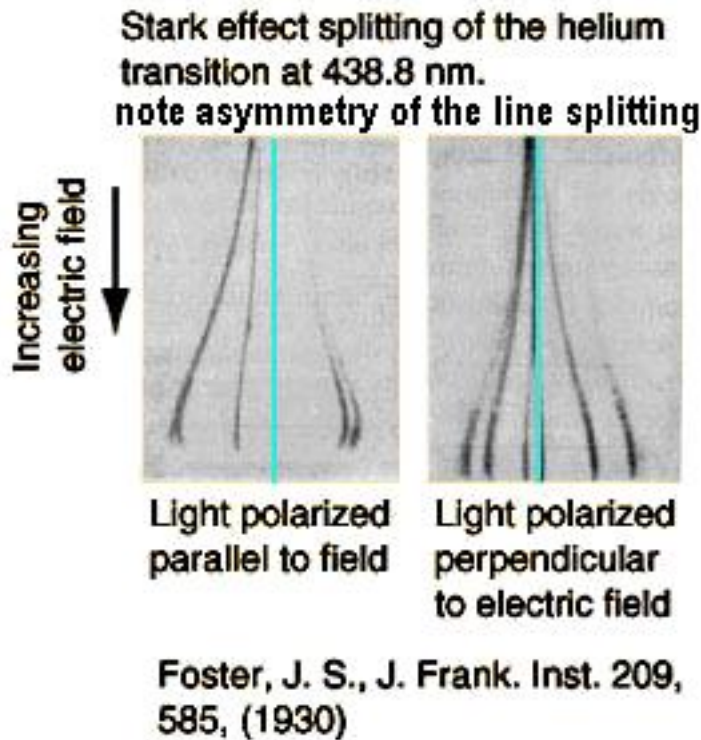 Stark effect splitting of the helium
transition at 438.8 nm.
note asymmetry of the line splitting
Increasing
electric field
Light polarized
parallel to field
Light polarized
perpendicular
to electric field
Foster, J. S., J. Frank. Inst. 209,
585, (1930)